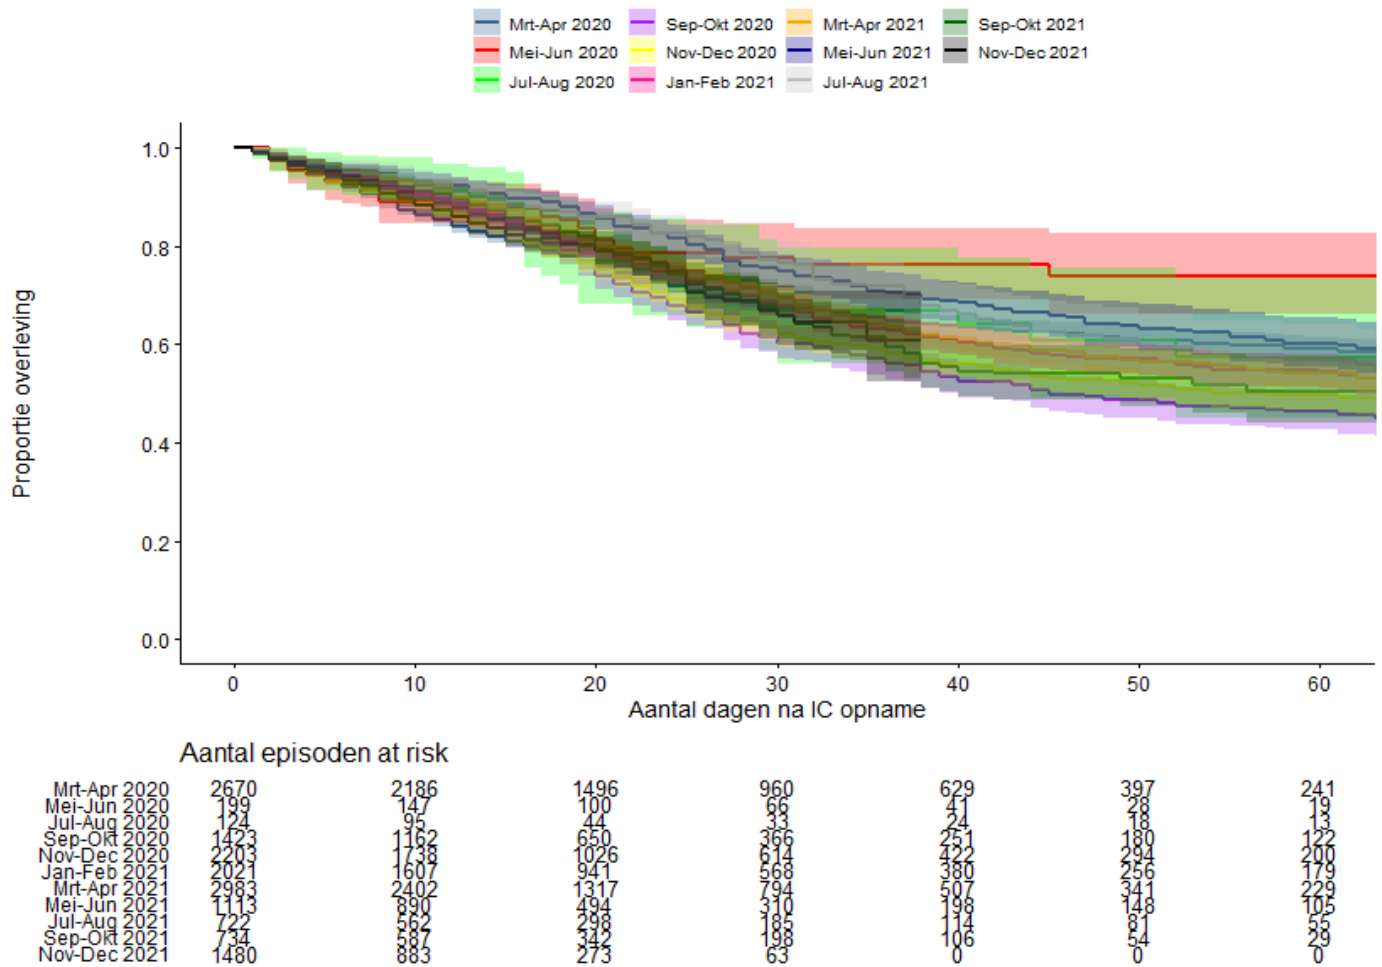 Mrt-Apr 2020 Sep-Okt 2020 Mrt-Apr 2021 Sep-Okt 2021
Mei-Jun 2020 Nov-Dec 2020 Mei-Jun 2021 Nov-Dec 2021
Jul-Aug 2020 Jan-Feb 2021 Jul-Aug 2021
Proportie overleving
1.0
0.8
0.6
0.4
0.2
0.0
0 10 20 30 40 50 60
Aantal dagen na IC opname
Aantal episoden at risk
Mrt-Apr 2020 2670 2186 1496 960 629 397 241
Mei-Jun 2020 199 147 100 66 41 28 19
Jul-Aug 2020 124 95 44 33 24 18 13
Sep-Okt 2020 1423 1162 650 366 251 180 122
Nov-Dec 2020 2203 1738 1026 614 422 294 200
Jan-Feb 2021 2021 1607 941 568 380 256 179
Mrt-Apr 2021 2983 2402 1317 794 507 341 229
Mei-Jun 2021 1113 890 494 310 198 148 105
Jul-Aug 2021 722 562 298 185 114 81 55
Sep-Okt 2021 734 587 342 198 106 54 29
Nov-Dec 2021 1480 883 273 63 0 0 0